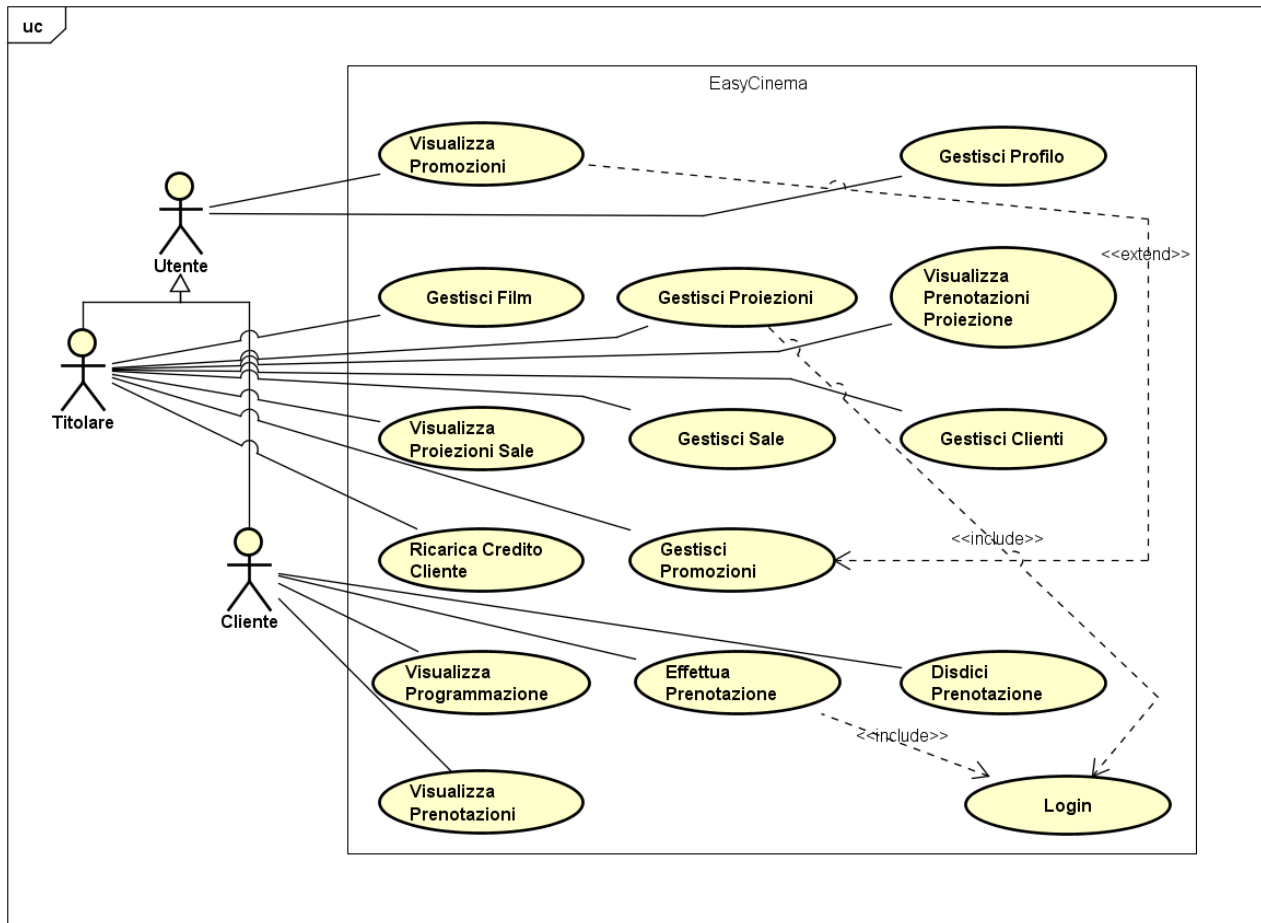 uc
EasyCinema
Visualizza
Promozioni
Gestisci Profilo
Utente
<<extend>>
Gestisci Film
Gestisci Proiezioni
Visualizza
Prenotazioni
Proiezione
Titolare
Visualizza
Proiezioni Sale
Gestisci Sale
Gestisci Clienti
Ricarica Credito
Cliente
Gestisci
Promozioni
<<include>>
Cliente
Visualizza
Programmazione
Effettua
Prenotazione
Disdici
Prenotazione
<<include>>
Visualizza
Prenotazioni
Login